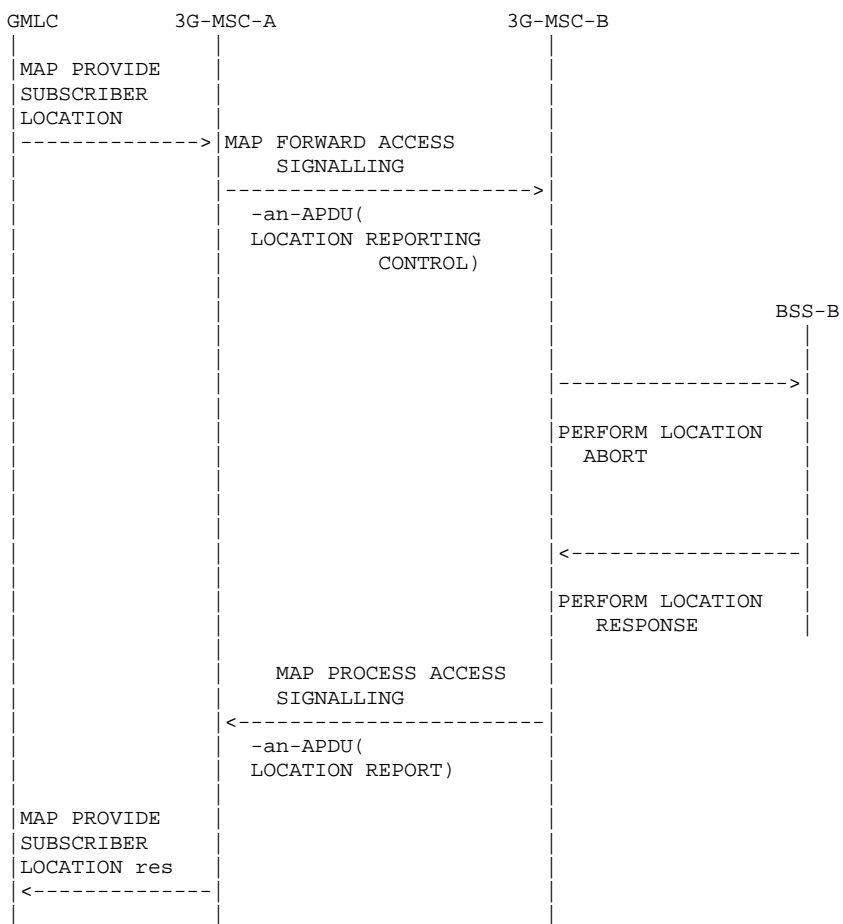 GMLC 3G-MSC-A 3G-MSC-B
MAP PROVIDE
SUBSCRIBER
LOCATION
MAP FORWARD ACCESS
SIGNALLING
-an-APDU(
LOCATION REPORTING
CONTROL)
BSS-B
PERFORM LOCATION
ABORT
PERFORM LOCATION
RESPONSE
MAP PROCESS ACCESS
SIGNALLING
-an-APDU(
LOCATION REPORT)
MAP PROVIDE
SUBSCRIBER
LOCATION res